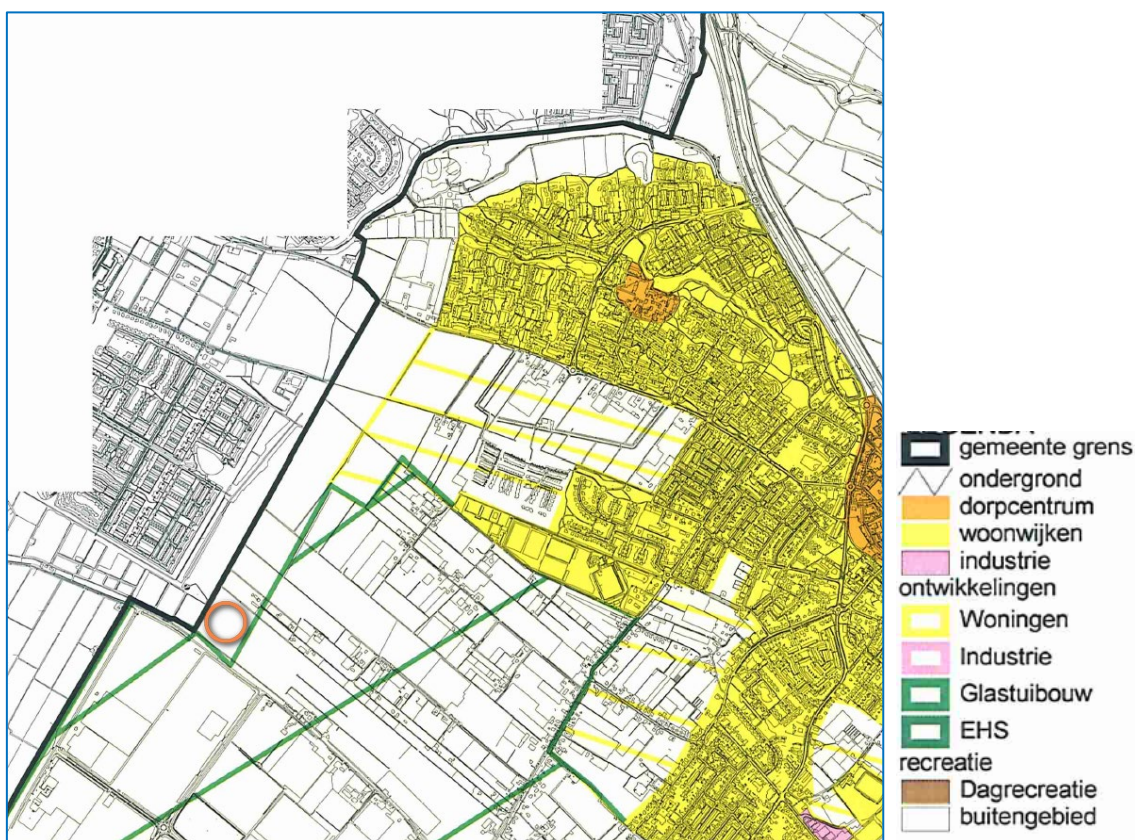 gemeente grens
ondergrond
dorpcentrum
woonwijken
industrie
ontwikkelingen
Woningen
Industrie
Glastuibouw
EHS
recreatie
Dagrecreatie
buitengebied